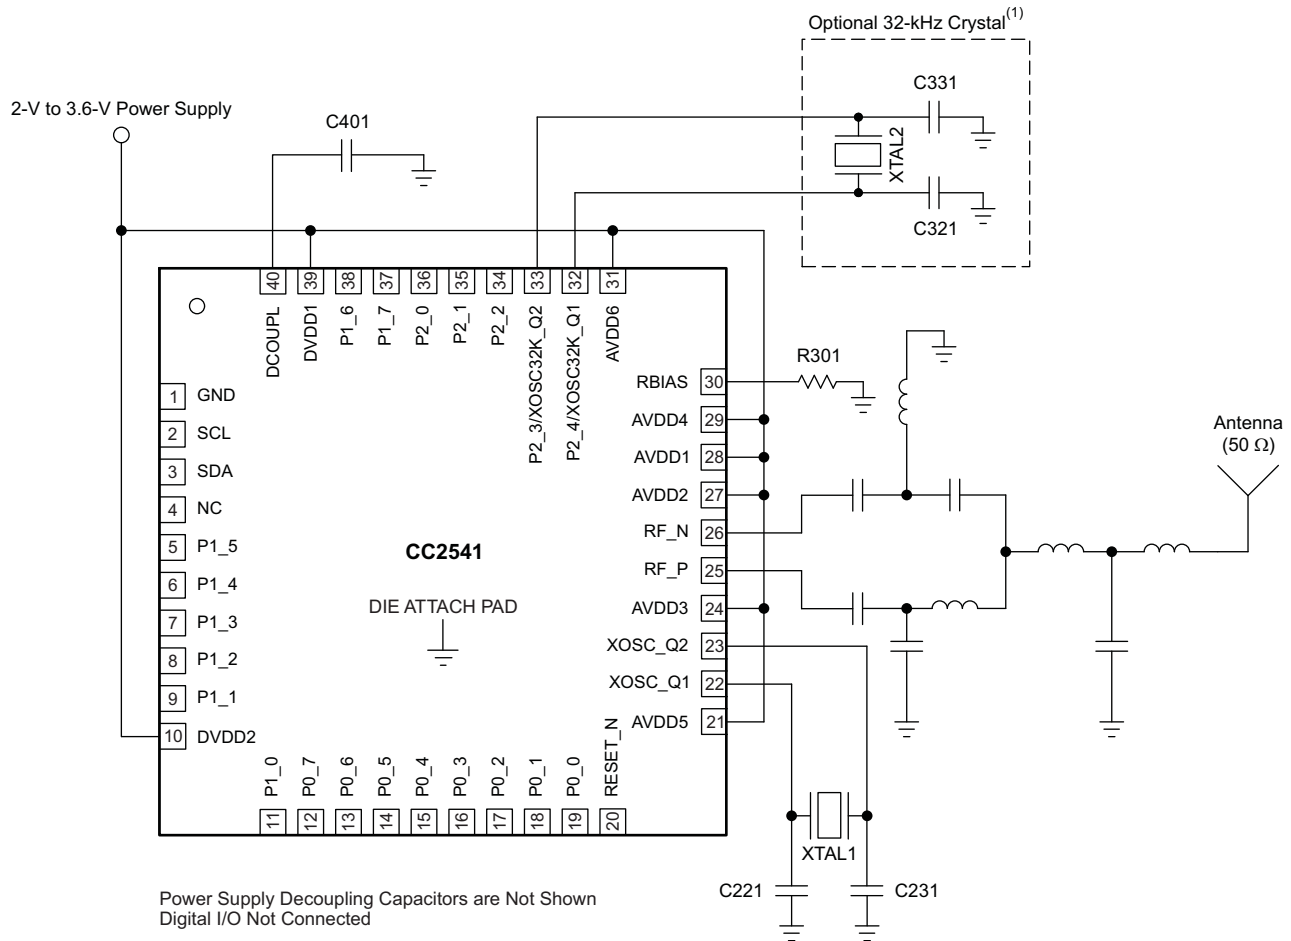 Optional 32-kHz Crystal(1)
C331
XTAL2
C321
2-V to 3.6-V Power Supply
C401
40
39
38
37
36
35
34
33
32
31
DCOUPL
DVDD1
P1_6
P1_7
P2_0
P2_1
P2_2
P2_3/XOSC32K_Q2
P2_4/XOSC32K_Q1
AVDD6
1 GND
2 SCL
3 SDA
4 NC
5 P1_5
6 P1_4
7 P1_3
8 P1_2
9 P1_1
10 DVDD2
CC2541
DIE ATTACH PAD
RBIAS 30
AVDD4 29
AVDD1 28
AVDD2 27
RF_N 26
RF_P 25
AVDD3 24
XOSC_Q2 23
XOSC_Q1 22
AVDD5 21
R301
Antenna
(50 Ω)
P1_0
P0_7
P0_6
P0_5
P0_4
P0_3
P0_2
P0_1
P0_0
RESET_N
11
12
13
14
15
16
17
18
19
20
XTAL1
C221
C231
Power Supply Decoupling Capacitors are Not Shown
Digital I/O Not Connected